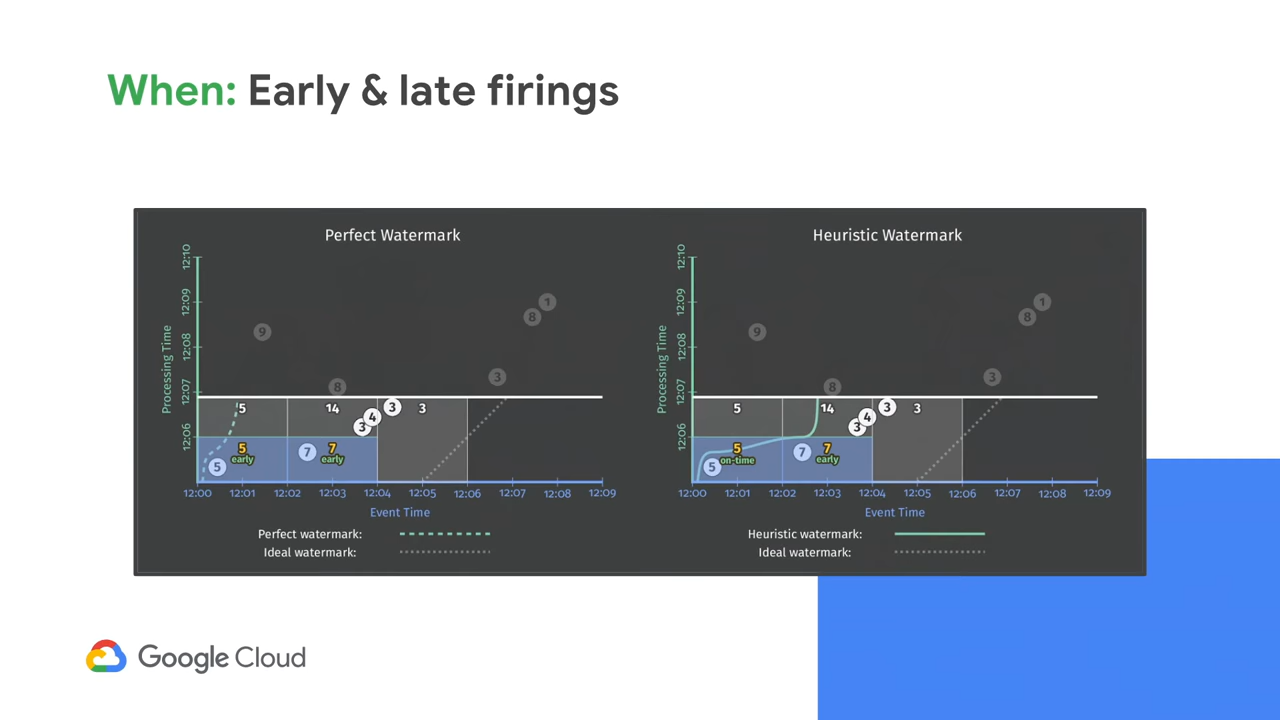 When: Early & late firings
Perfect Watermark
Processing Time
12:10
12:09
12:08
12:07
12:06
9
8
3
8
1
5
14
3
4
3
3
5
5
early
7
7
early
12:00 12:01 12:02 12:03 12:04 12:05 12:06 12:07 12:08 12:09
Event Time
Perfect watermark:
Ideal watermark:
Heuristic Watermark
Processing Time
12:10
12:09
12:08
12:07
12:06
9
8
3
8
1
5
14
3
4
3
3
5
5
on-time
7
7
early
12:00 12:01 12:02 12:03 12:04 12:05 12:06 12:07 12:08 12:09
Event Time
Heuristic watermark:
Ideal watermark:
Google Cloud